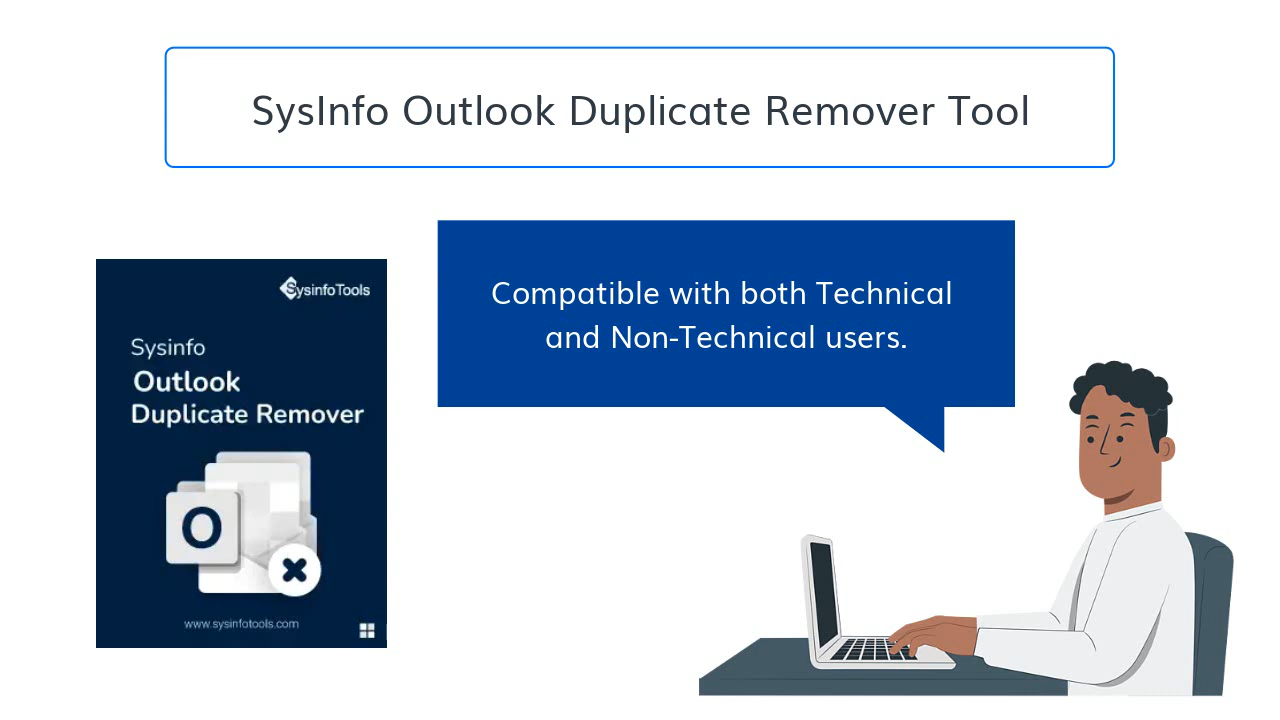 SysInfo Outlook Duplicate Remover Tool
Compatible with both Technical
and Non-Technical users.
SysinfoTools
Sysinfo
Outlook
Duplicate Remover
O
www.sysinfotools.com